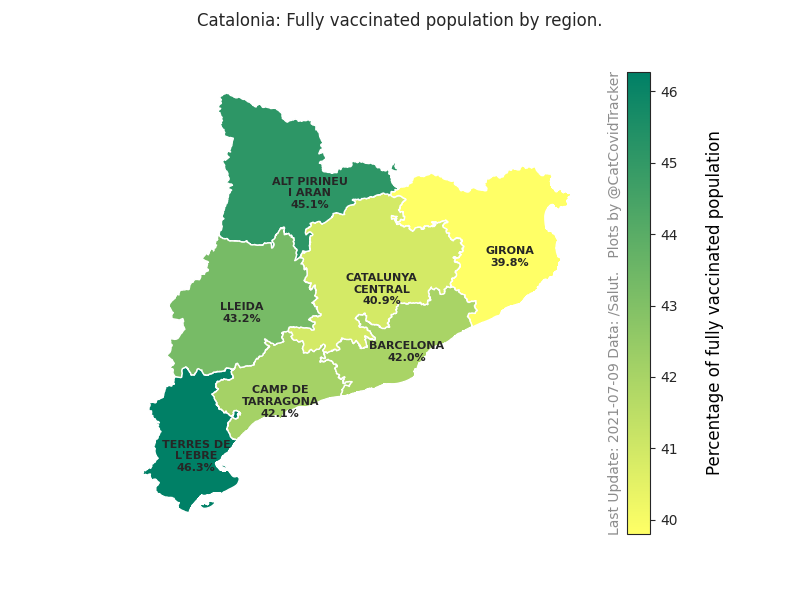 Catalonia: Fully vaccinated population by region.
ALT PIRINEU
I ARAN
45.1%
GIRONA
39.8%
CATALUNYA
CENTRAL
40.9%
LLEIDA
43.2%
BARCELONA
42.0%
CAMP DE
TARRAGONA
42.1%
TERRES DE
L'EBRE
46.3%
Last Update: 2021-07-09 Data: /Salut.   Plots by @CatCovidTracker
46
45
44
43
42
41
40
Percentage of fully vaccinated population